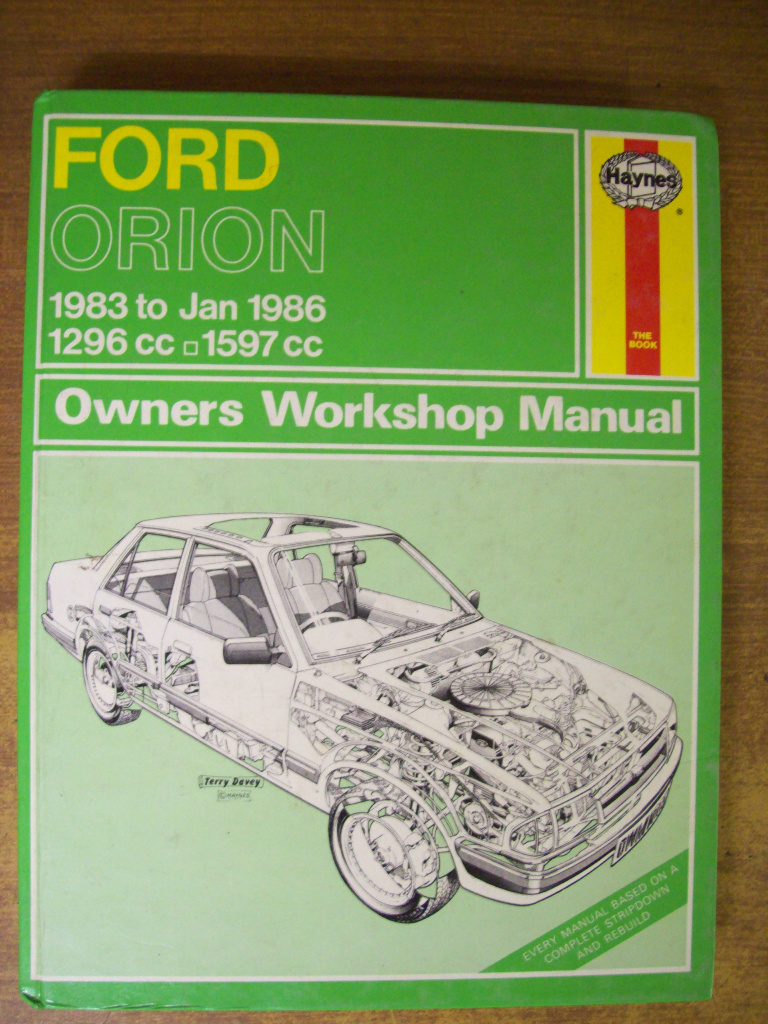 FORD
ORION
1983 to Jan 1986
1296 cc □ 1597 cc
Haynes
THE
BOOK
Owners Workshop Manual
Terry Davey
EVERY MANUAL BASED ON A
COMPLETE STRIPDOWN
AND REBUILD